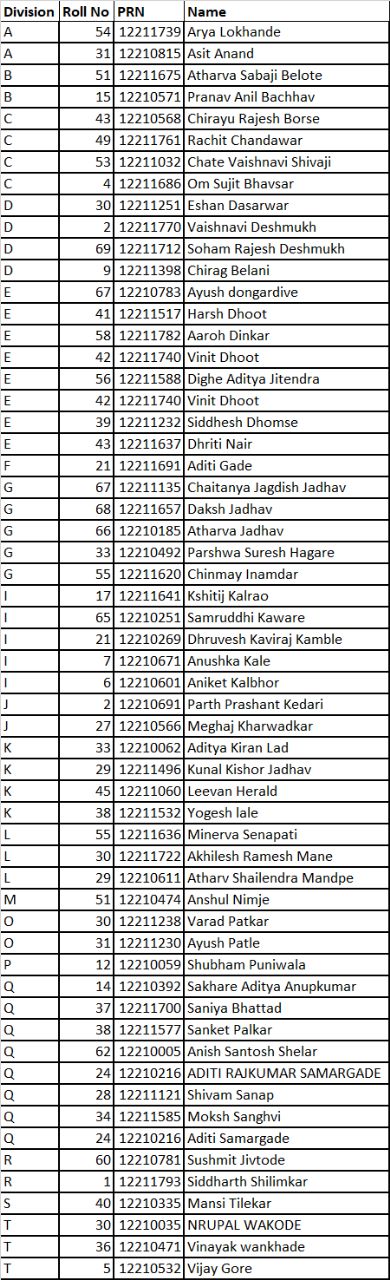 Division Roll No PRN Name
A 54 12211739 Arya Lokhande
A 31 12210815 Asit Anand
B 51 12211675 Atharva Sabaji Belote
B 15 12210571 Pranav Anil Bachhav
C 43 12210568 Chirayu Rajesh Borse
C 49 12211761 Rachit Chandawar
C 53 12211032 Chate Vaishnavi Shivaji
C 4 12211686 Om Sujit Bhavsar
D 30 12211251 Eshan Dasarwar
D 2 12211770 Vaishnavi Deshmukh
D 69 12211712 Soham Rajesh Deshmukh
D 9 12211398 Chirag Belani
E 67 12210783 Ayush dongardive
E 41 12211517 Harsh Dhoot
E 58 12211782 Aaroh Dinkar
E 42 12211740 Vinit Dhoot
E 56 12211588 Dighe Aditya Jitendra
E 42 12211740 Vinit Dhoot
E 39 12211232 Siddhesh Dhomse
E 43 12211637 Dhriti Nair
F 21 12211691 Aditi Gade
G 67 12211135 Chaitanya Jagdish Jadhav
G 68 12211657 Daksh Jadhav
G 66 12210185 Atharva Jadhav
G 33 12210492 Parshwa Suresh Hagare
G 55 12211620 Chinmay Inamdar
I 17 12211641 Kshitij Kalrao
I 65 12210251 Samruddhi Kaware
I 21 12210269 Dhruvesh Kaviraj Kamble
I 7 12210671 Anushka Kale
I 6 12210601 Aniket Kalbhor
J 2 12210691 Parth Prashant Kedari
J 27 12210566 Meghaj Kharwadkar
K 33 12210062 Aditya Kiran Lad
K 29 12211496 Kunal Kishor Jadhav
K 45 12211060 Leevan Herald
K 38 12211532 Yogesh lale
L 55 12211636 Minerva Senapati
L 30 12211722 Akhilesh Ramesh Mane
L 29 12210611 Atharv Shailendra Mandpe
M 51 12210474 Anshul Nimje
O 30 12211238 Varad Patkar
O 31 12211230 Ayush Patle
P 12 12210059 Shubham Puniwala
Q 14 12210392 Sakhare Aditya Anupkumar
Q 37 12211700 Saniya Bhattad
Q 38 12211577 Sanket Palkar
Q 62 12210005 Anish Santosh Shelar
Q 24 12210216 ADITI RAJKUMAR SAMARGADE
Q 28 12211121 Shivam Sanap
Q 34 12211585 Moksh Sanghvi
Q 24 12210216 Aditi Samargade
R 60 12210781 Sushmit Jivtode
R 1 12211793 Siddharth Shilimkar
S 40 12210335 Mansi Tilekar
T 30 12210035 NRUPAL WAKODE
T 36 12210471 Vinayak wankhade
T 5 12210532 Vijay Gore